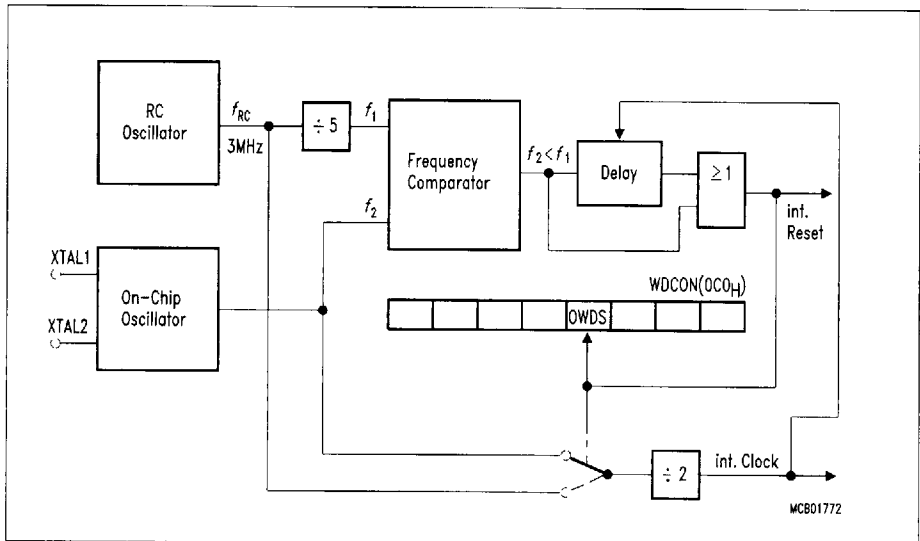 RC
Oscillator
fRC
3MHz
÷ 5
f1
Frequency
Comparator
f2<f1
Delay
≥1
f2
int.
Reset
XTAL1
On-Chip
Oscillator
XTAL2
WDCON(0C0H)
OWDS
÷ 2
int. Clock
MCB01772